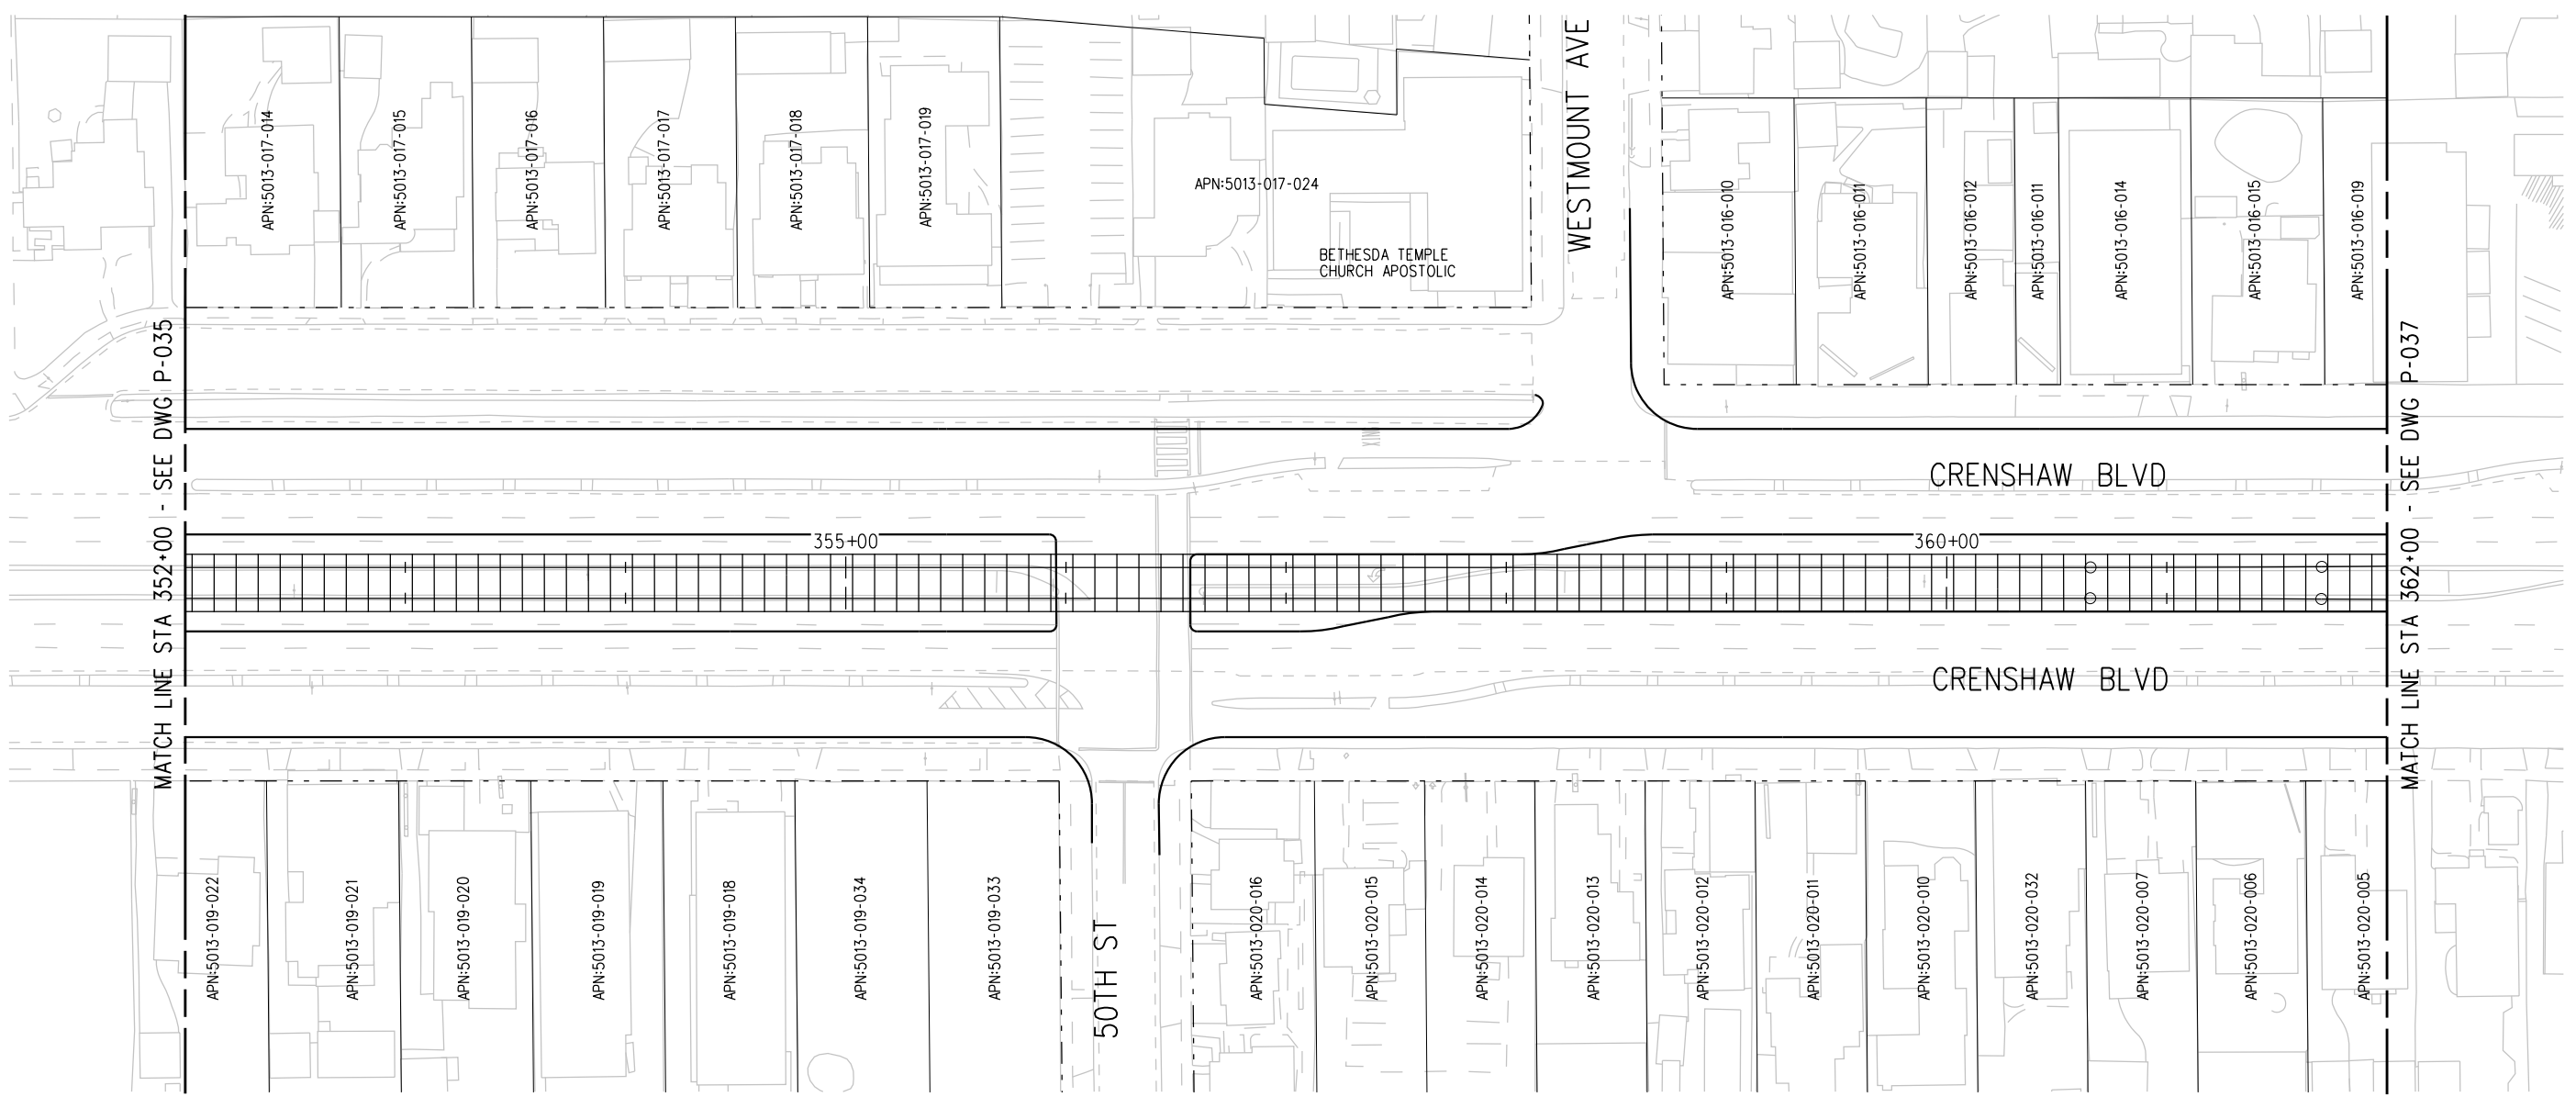 APN:5013-017-014
APN:5013-017-015
APN:5013-017-016
APN:5013-017-017
APN:5013-017-018
APN:5013-017-019
APN:5013-017-024
BETHESDA TEMPLE
CHURCH APOSTOLIC
WESTMOUNT AVE
APN:5013-016-010
APN:5013-016-011
APN:5013-016-012
APN:5013-016-011
APN:5013-016-014
APN:5013-016-015
APN:5013-016-019
MATCH LINE STA 352+00 - SEE DWG P-035
MATCH LINE STA 362+00 - SEE DWG P-037
CRENSHAW BLVD
355+00
360+00
CRENSHAW BLVD
APN:5013-019-022
APN:5013-019-021
APN:5013-019-020
APN:5013-019-019
APN:5013-019-018
APN:5013-019-034
APN:5013-019-033
50TH ST
APN:5013-020-016
APN:5013-020-015
APN:5013-020-014
APN:5013-020-013
APN:5013-020-012
APN:5013-020-011
APN:5013-020-010
APN:5013-020-032
APN:5013-020-007
APN:5013-020-006
APN:5013-020-005